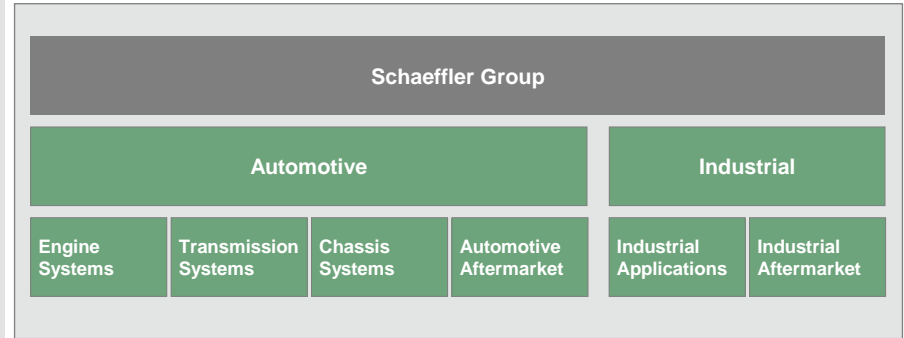 Schaeffler Group
Automotive
Industrial
Engine
Systems
Transmission
Systems
Chassis
Systems
Automotive
Aftermarket
Industrial
Applications
Industrial
Aftermarket